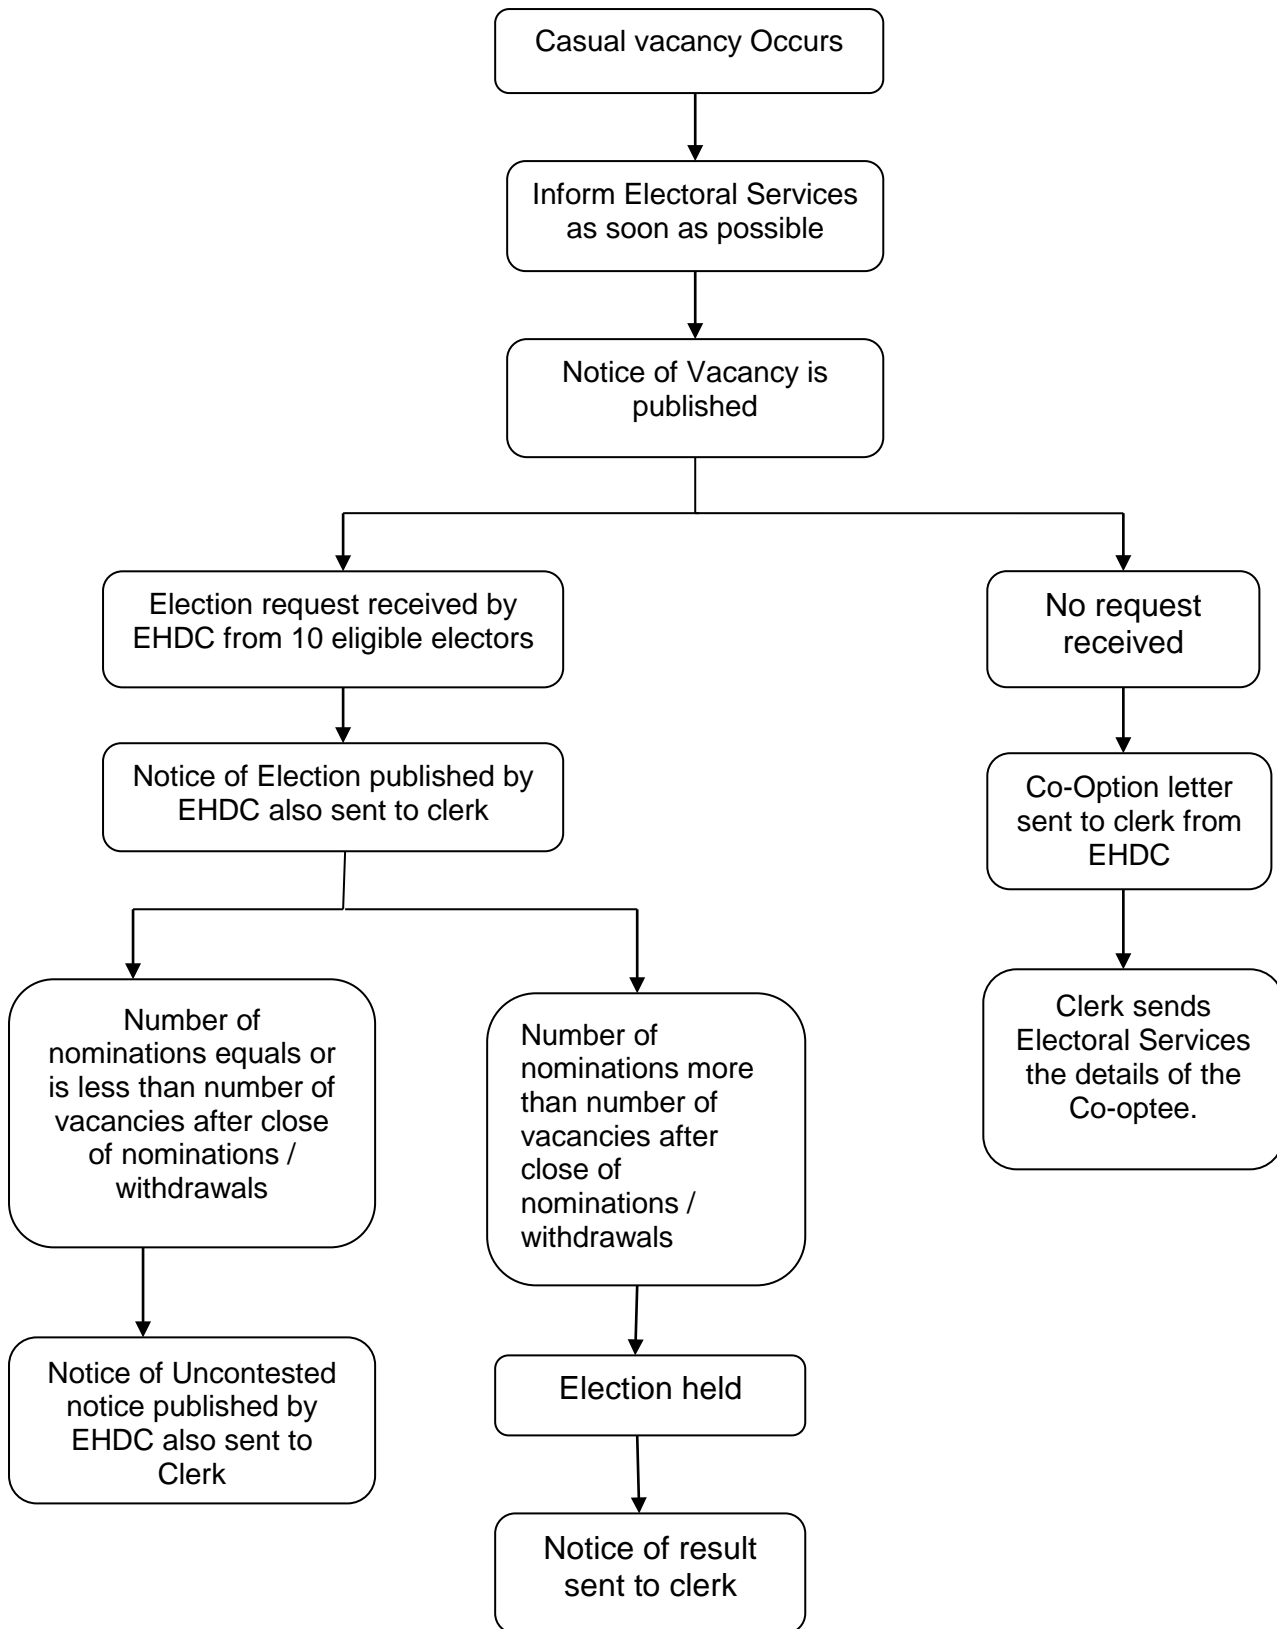 Casual vacancy Occurs
Inform Electoral Services
as soon as possible
Notice of Vacancy is
published
Election request received by
EHDC from 10 eligible electors
No request
received
Notice of Election published by
EHDC also sent to clerk
Co-Option letter
sent to clerk from
EHDC
Number of
nominations equals or
is less than number of
vacancies after close
of nominations /
withdrawals
Number of
nominations more
than number of
vacancies after
close of
nominations /
withdrawals
Clerk sends
Electoral Services
the details of the
Co-optee.
Notice of Uncontested
notice published by
EHDC also sent to
Clerk
Election held
Notice of result
sent to clerk